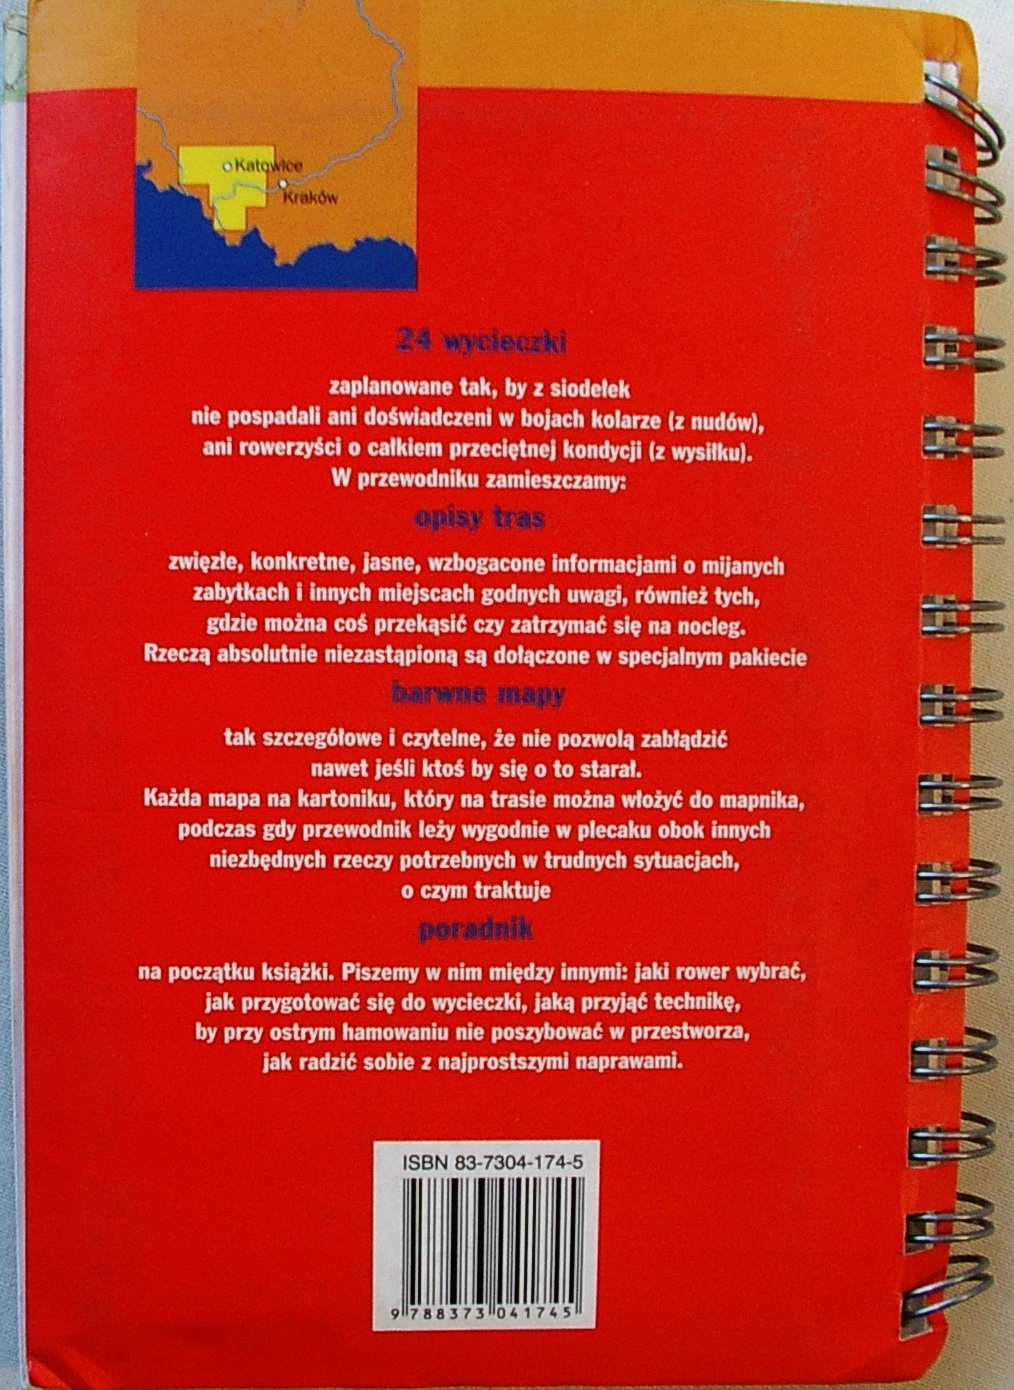 Katowice
Kraków
24 wycieczki
zaplanowane tak, by z siodełek
nie pospadali ani doświadczeni w bojach kolarze (z nudów),
ani rowerzyści o całkiem przeciętnej kondycji (z wysiłku).
W przewodniku zamieszczamy:
opisy tras
zwięzłe, konkretne, jasne, wzbogacone informacjami o mijanych
zabytkach i innych miejscach godnych uwagi, również tych,
gdzie można coś przekąsić czy zatrzymać się na nocleg.
Rzeczą absolutnie niezastąpioną są dołączone w specjalnym pakiecie
barwne mapy
tak szczegółowe i czytelne, że nie pozwolą zabłądzić
nawet jeśli ktoś by się o to starał.
Każda mapa na kartoniku, który na trasie można włożyć do mapnika,
podczas gdy przewodnik leży wygodnie w plecaku obok innych
niezbędnych rzeczy potrzebnych w trudnych sytuacjach,
o czym traktuje
poradnik
na początku książki. Piszemy w nim między innymi: jaki rower wybrać,
jak przygotować się do wycieczki, jaką przyjąć technikę,
by przy ostrym hamowaniu nie poszybować w przestworza,
jak radzić sobie z najprostszymi naprawami.
ISBN 83-7304-174-5
9 788373 041745